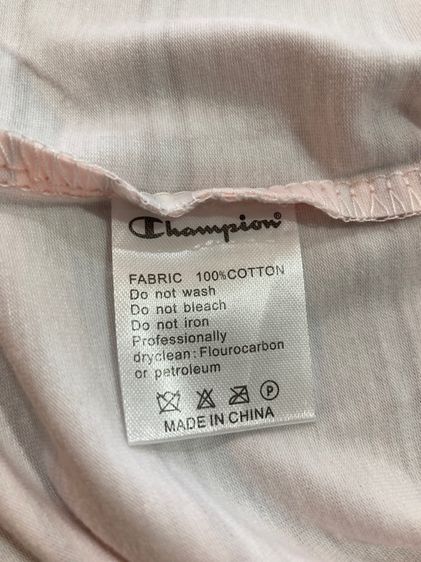 Champion®
FABRIC 100%COTTON
Do not wash
Do not bleach
Do not iron
Professionally
dryclean: Flourocarbon
or petroleum
P
MADE IN CHINA